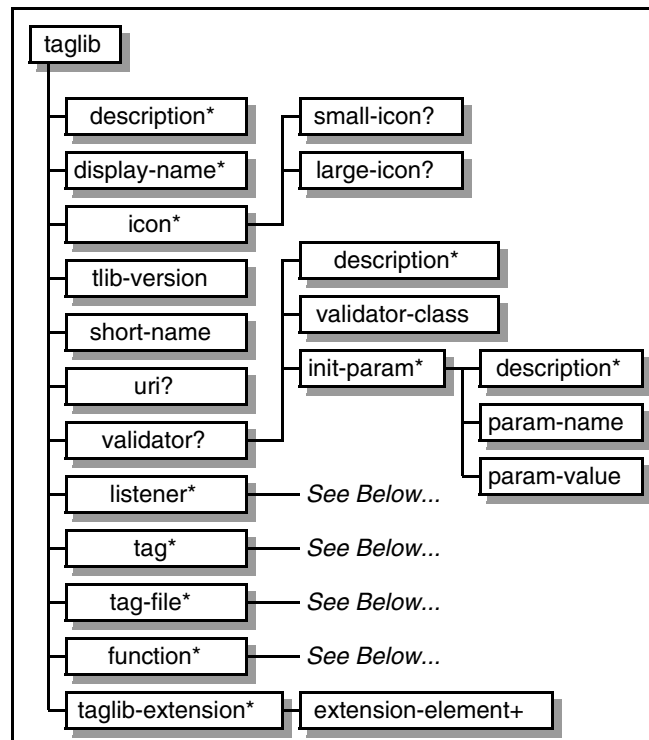 taglib
description*
small-icon?
display-name*
large-icon?
icon*
description*
tlib-version
validator-class
short-name
init-param*
description*
uri?
param-name
validator?
param-value
listener*
See Below...
tag*
See Below...
tag-file*
See Below...
function*
See Below...
taglib-extension*
extension-element+